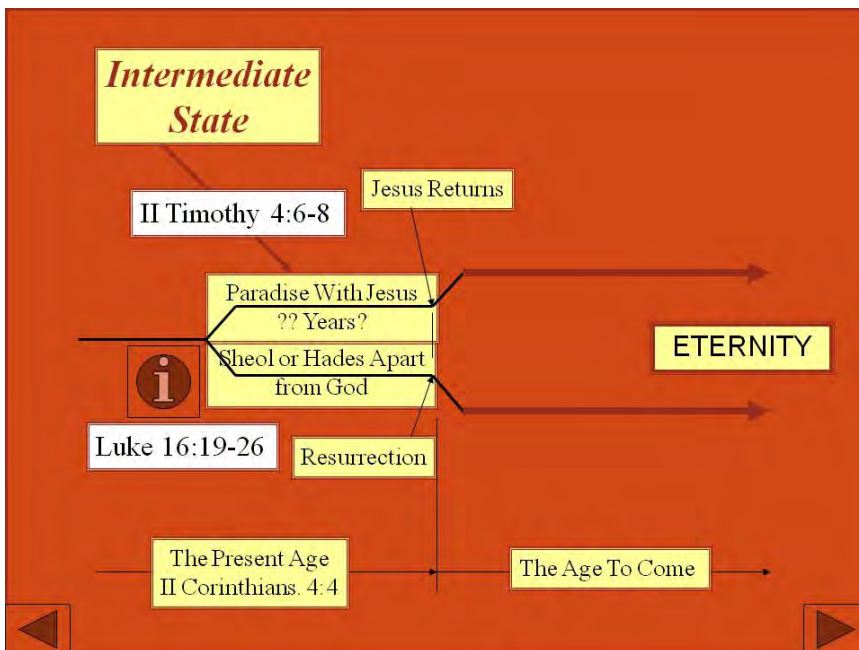 Intermediate
State
II Timothy 4:6-8
Jesus Returns
Paradise With Jesus
?? Years?
Sheol or Hades Apart
from God
ETERNITY
i
Luke 16:19-26
Resurrection
The Present Age
II Corinthians. 4:4
The Age To Come